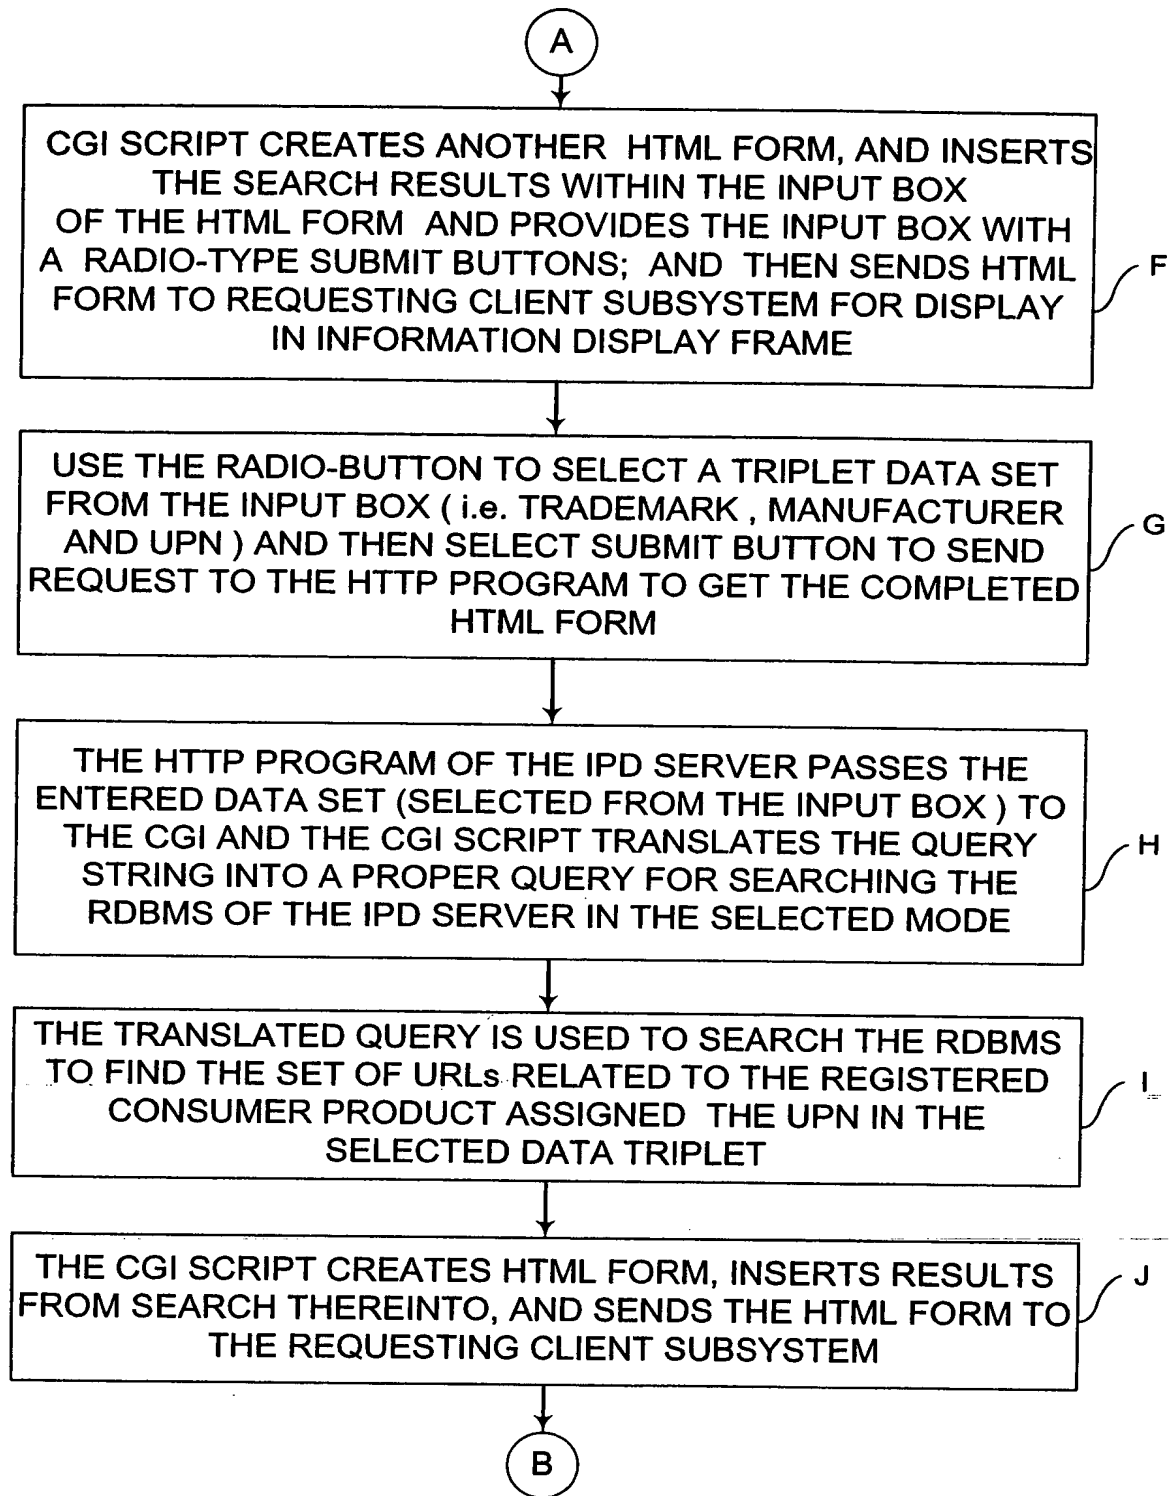 A
CGI SCRIPT CREATES ANOTHER HTML FORM, AND INSERTS
THE SEARCH RESULTS WITHIN THE INPUT BOX
OF THE HTML FORM AND PROVIDES THE INPUT BOX WITH
A RADIO-TYPE SUBMIT BUTTONS; AND THEN SENDS HTML
FORM TO REQUESTING CLIENT SUBSYSTEM FOR DISPLAY
IN INFORMATION DISPLAY FRAME
F
USE THE RADIO-BUTTON TO SELECT A TRIPLET DATA SET
FROM THE INPUT BOX ( i.e. TRADEMARK , MANUFACTURER
AND UPN ) AND THEN SELECT SUBMIT BUTTON TO SEND
REQUEST TO THE HTTP PROGRAM TO GET THE COMPLETED
HTML FORM
G
THE HTTP PROGRAM OF THE IPD SERVER PASSES THE
ENTERED DATA SET (SELECTED FROM THE INPUT BOX ) TO
THE CGI AND THE CGI SCRIPT TRANSLATES THE QUERY
STRING INTO A PROPER QUERY FOR SEARCHING THE
RDBMS OF THE IPD SERVER IN THE SELECTED MODE
H
THE TRANSLATED QUERY IS USED TO SEARCH THE RDBMS
TO FIND THE SET OF URLs RELATED TO THE REGISTERED
CONSUMER PRODUCT ASSIGNED THE UPN IN THE
SELECTED DATA TRIPLET
I
THE CGI SCRIPT CREATES HTML FORM, INSERTS RESULTS
FROM SEARCH THEREINTO, AND SENDS THE HTML FORM TO
THE REQUESTING CLIENT SUBSYSTEM
J
B